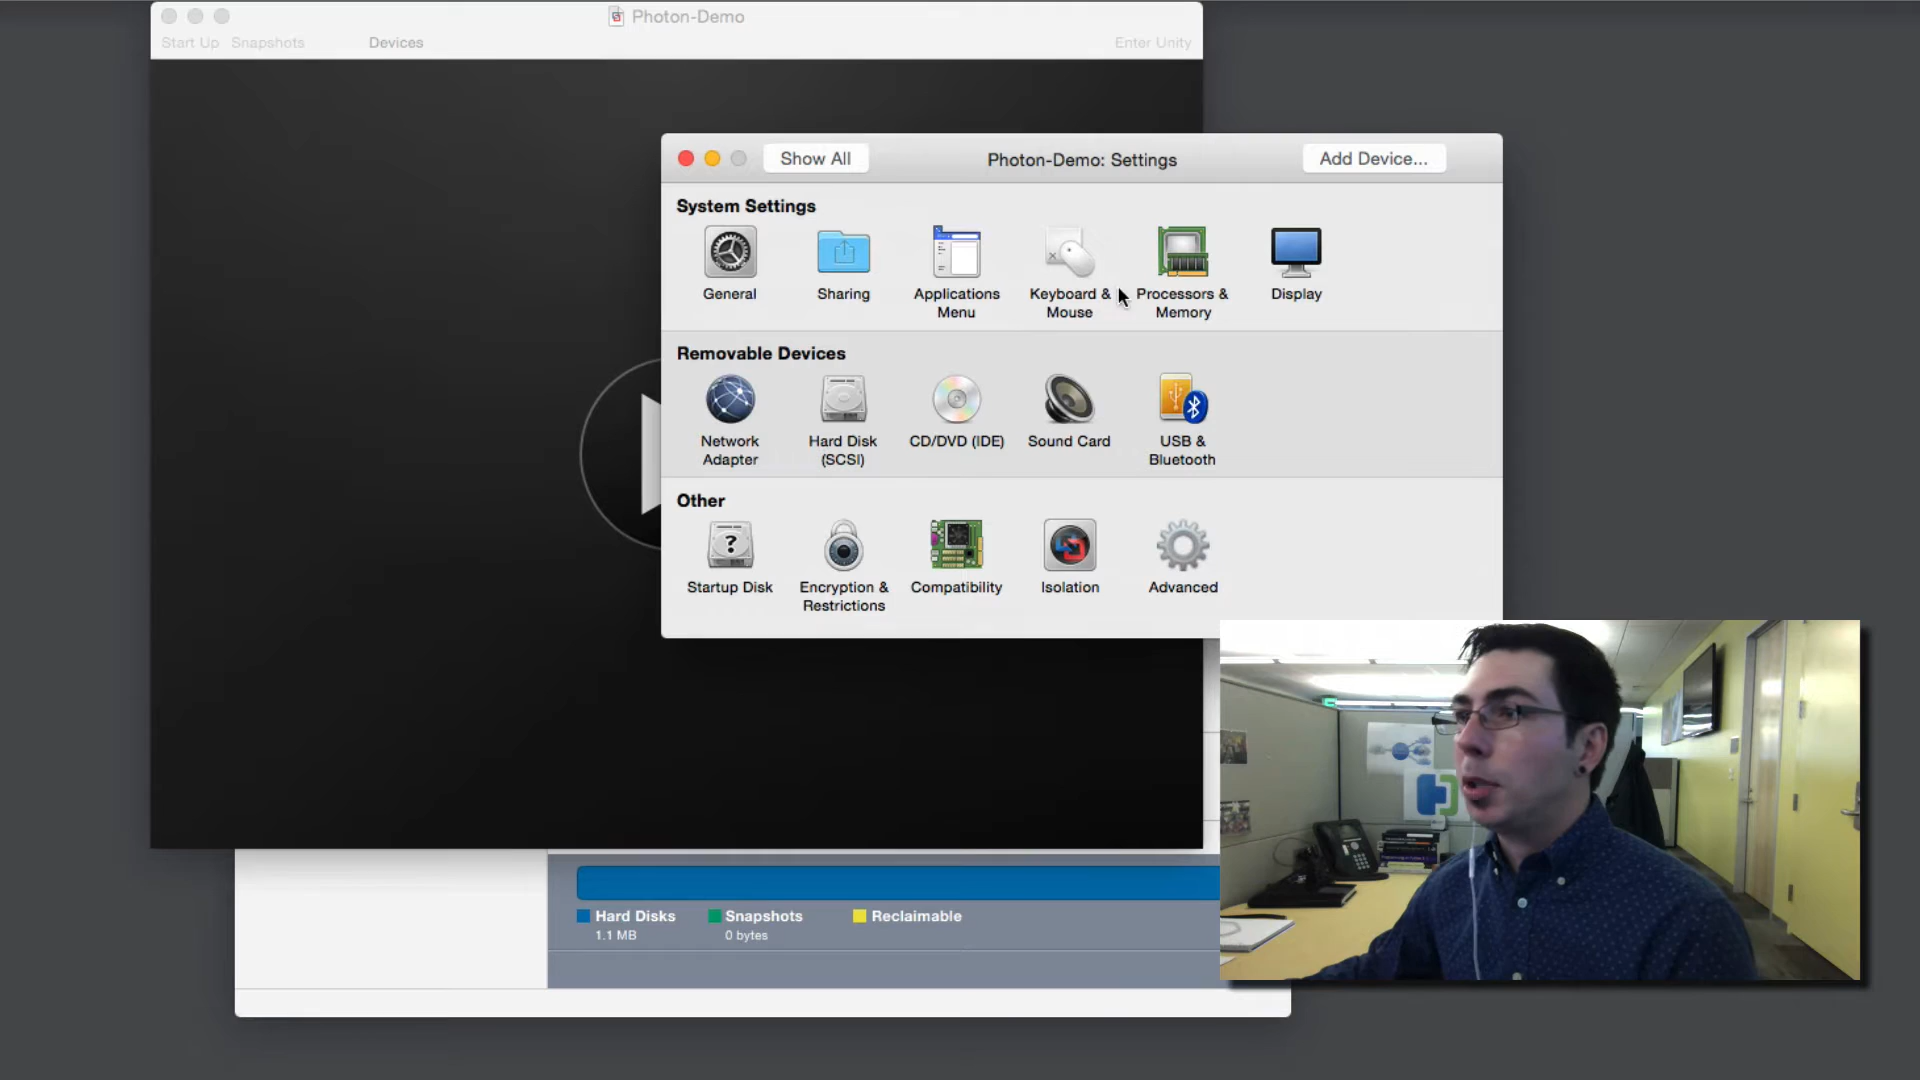 Photon-Demo
Start Up Snapshots Devices Enter Unity
Show All Photon-Demo: Settings Add Device...
System Settings
General Sharing Applications Menu Keyboard & Mouse Processors & Memory Display
Removable Devices
Network Adapter Hard Disk (SCSI) CD/DVD (IDE) Sound Card USB & Bluetooth
Other
?
Startup Disk Encryption & Restrictions Compatibility Isolation Advanced
Hard Disks Snapshots Reclaimable
1.1 MB 0 bytes